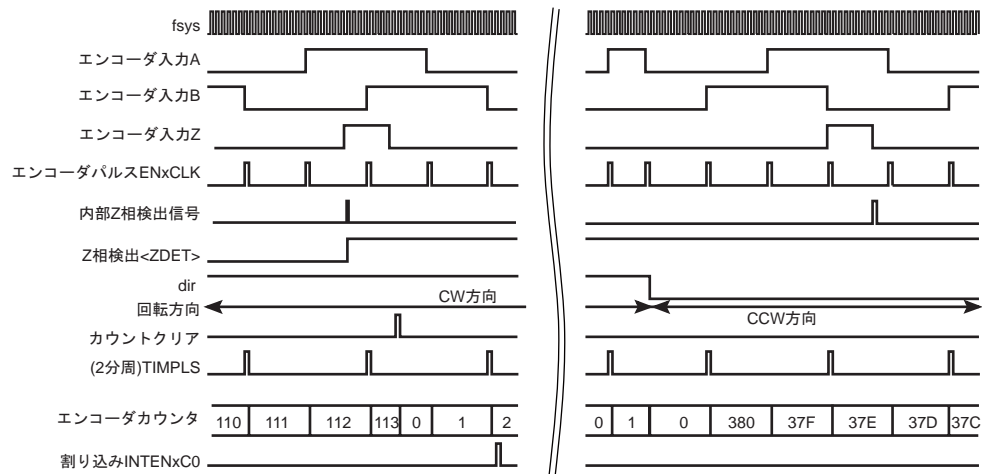 fsys
エンコーダ入力A
エンコーダ入力B
エンコーダ入力Z
エンコーダパルスENxCLK
内部Z相検出信号
Z相検出<ZDET>
dir
回転方向 CW方向 CCW方向
カウントクリア
(2分周)TIMPLS
エンコーダカウンタ 110 111 112 113 0 1 2 0 1 0 380 37F 37E 37D 37C
割り込みINTENxC0